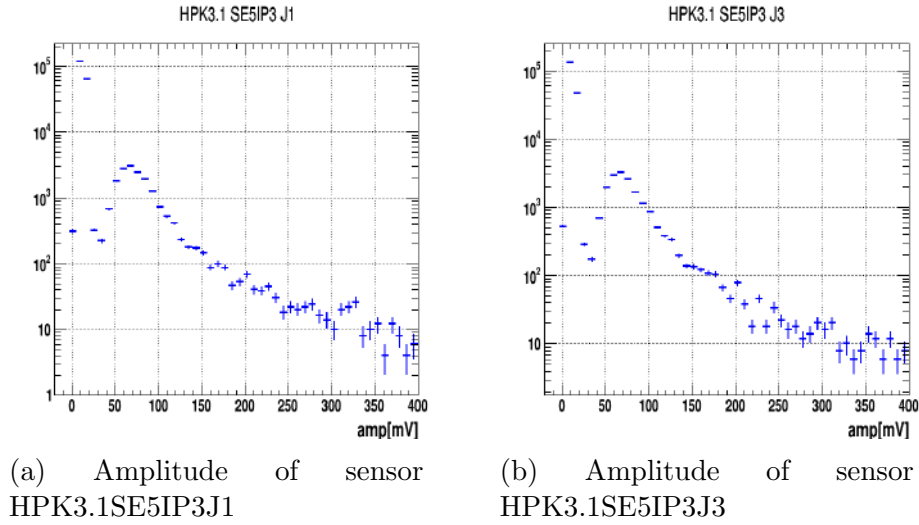 HPK3.1 SE5IP3 J1
10^5
10^4
10^3
10^2
10
1
0 50 100 150 200 250 300 350 400
amp[mV]
(a) Amplitude of sensor
HPK3.1SE5IP3J1
HPK3.1 SE5IP3 J3
10^5
10^4
10^3
10^2
10
0 50 100 150 200 250 300 350 400
amp[mV]
(b) Amplitude of sensor
HPK3.1SE5IP3J3